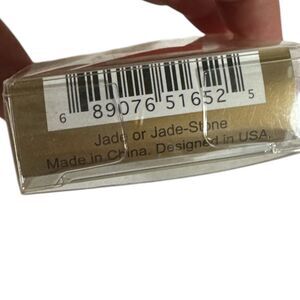 6 89076 51652 5
Jade or Jade-Stone
Made in China. Designed in USA.